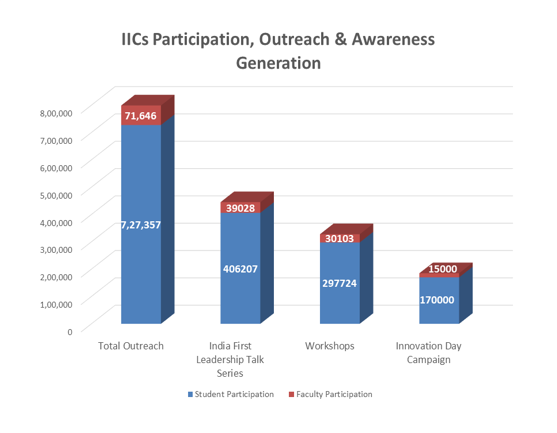 IICs Participation, Outreach & Awareness
Generation
8,00,000
7,00,000
6,00,000
5,00,000
4,00,000
3,00,000
2,00,000
1,00,000
0
71,646
7,27,357
39028
406207
30103
297724
15000
170000
Total Outreach
India First
Leadership Talk
Series
Workshops
Innovation Day
Campaign
Student Participation
Faculty Participation